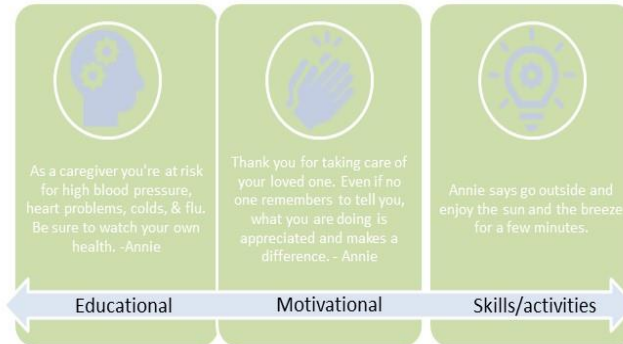 As a caregiver you're at risk
for high blood pressure,
heart problems, colds, & flu.
Be sure to watch your own
health. -Annie
Thank you for taking care of
your loved one. Even if no
one remembers to tell you,
what you are doing is
appreciated and makes a
difference. - Annie
Annie says go outside and
enjoy the sun and the breeze
for a few minutes.
Educational
Motivational
Skills/activities